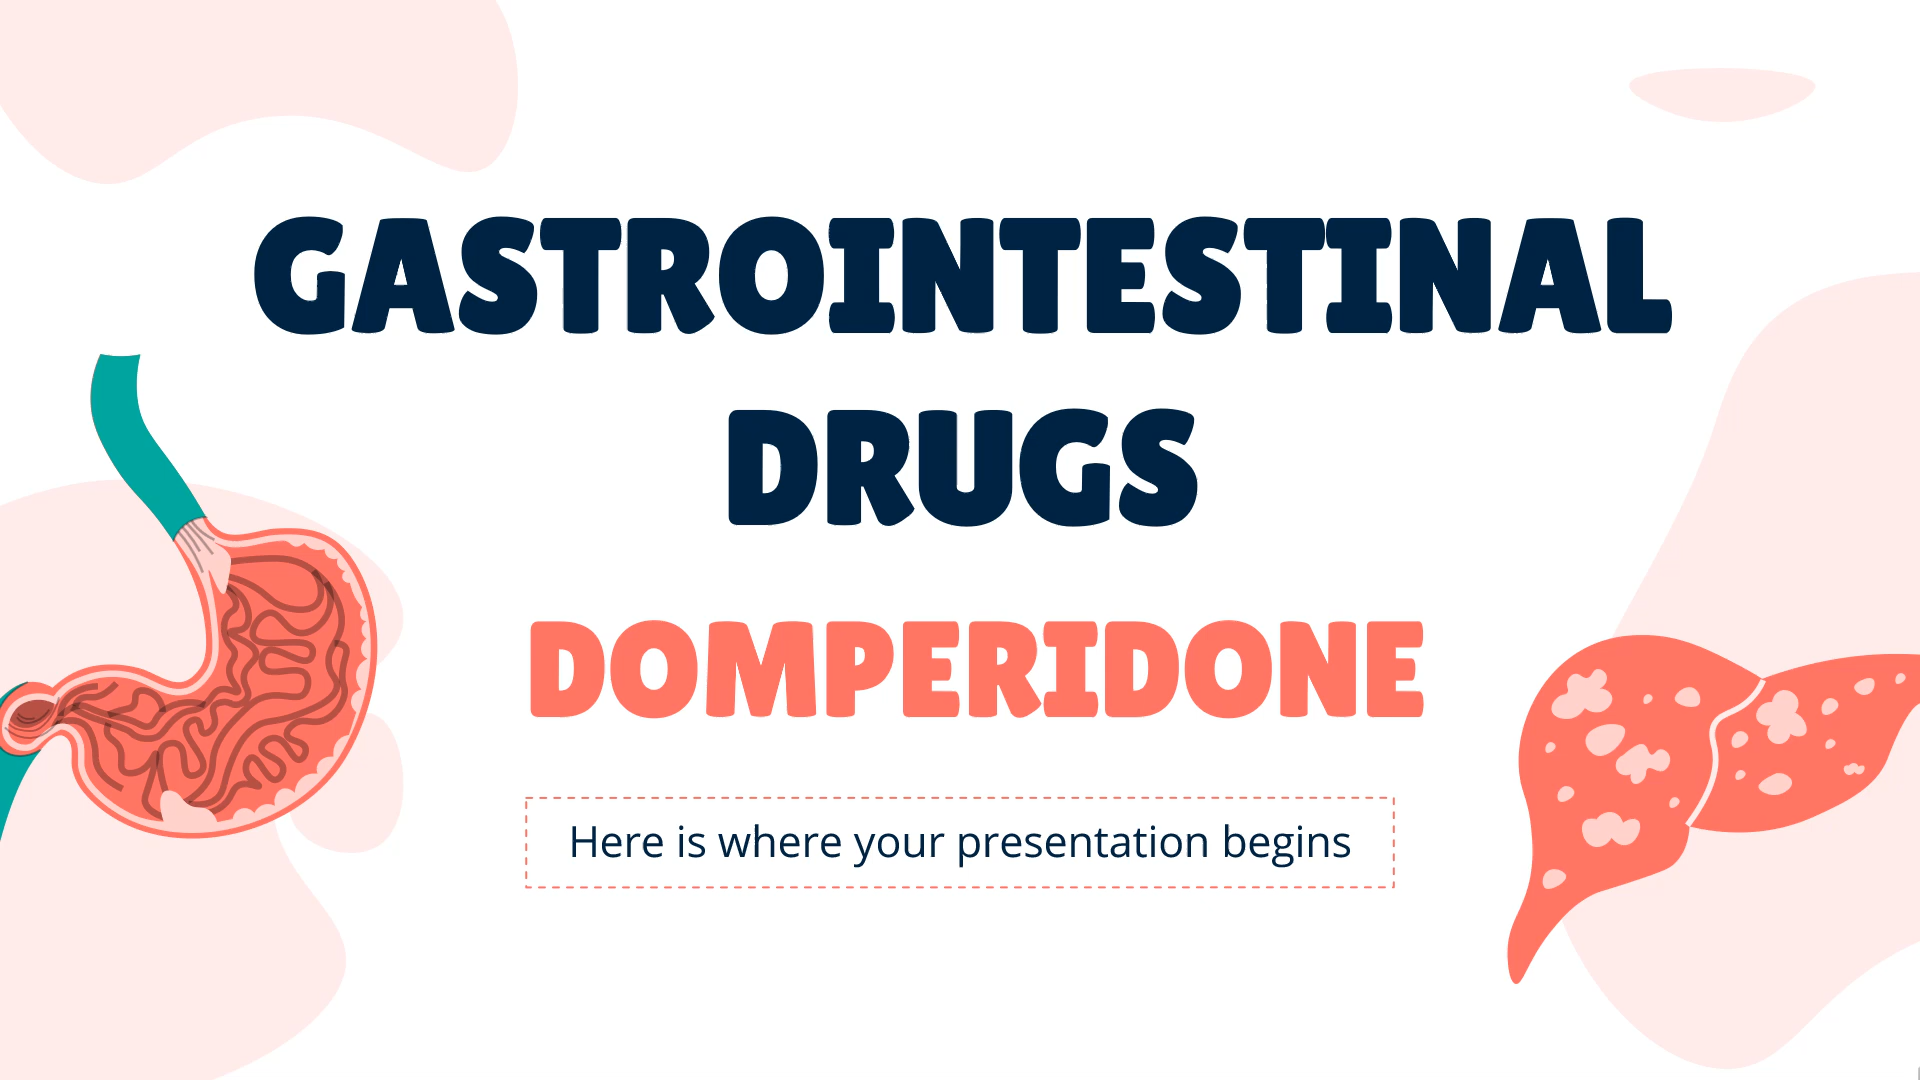 GASTROINTESTINAL
DRUGS
DOMPERIDONE
Here is where your presentation begins